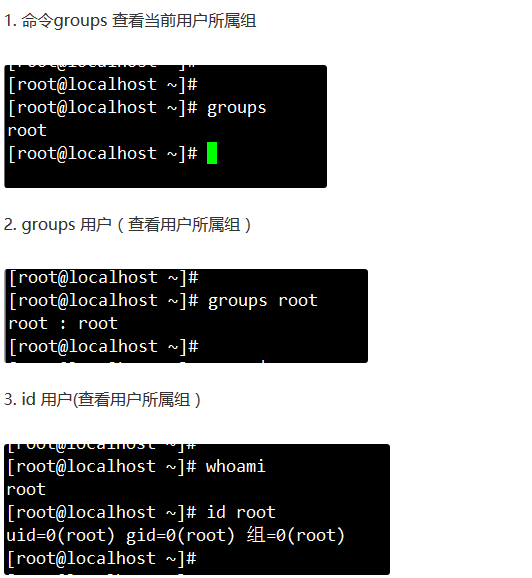 1. 命令groups 查看当前用户所属组
[root@localhost ~]#
[root@localhost ~]#
[root@localhost ~]# groups
root
[root@localhost ~]#
2. groups 用户（查看用户所属组）
[root@localhost ~]#
[root@localhost ~]# groups root
root : root
[root@localhost ~]#
3. id 用户(查看用户所属组）
[root@localhost ~]#
[root@localhost ~]# whoami
root
[root@localhost ~]# id root
uid=0(root) gid=0(root) 组=0(root)
[root@localhost ~]#